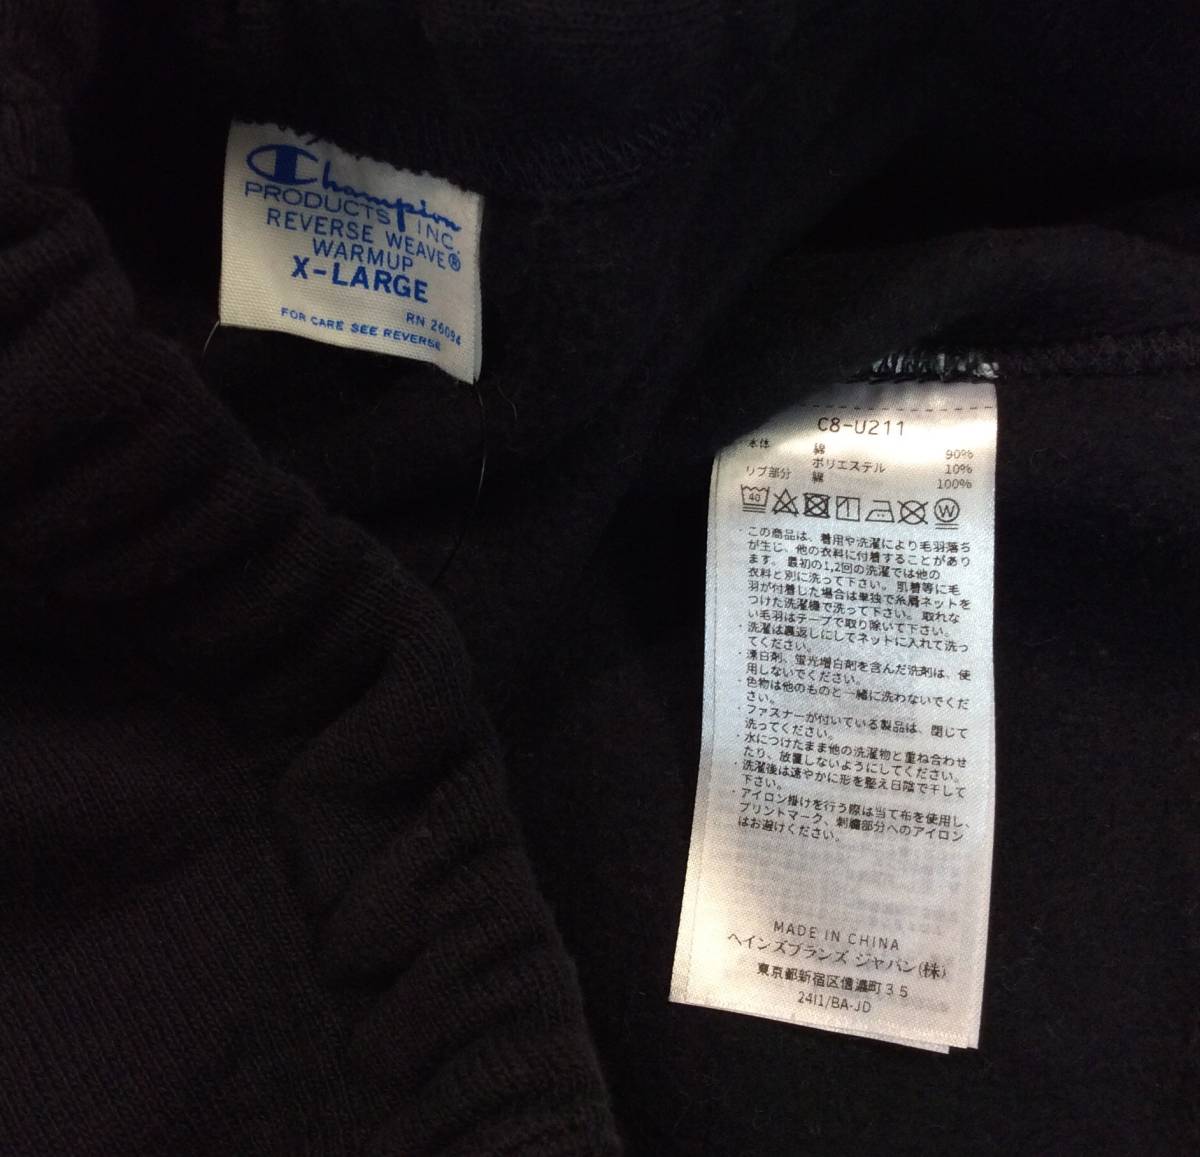 Champion
PRODUCTS, INC.
REVERSE WEAVE®
WARMUP
X-LARGE
RN 26094
FOR CARE SEE REVERSE
C8-U211
本体 綿 90%
ポリエステル 10%
リブ部分 綿 100%
40
W
・この商品は、着用や洗濯により毛羽落ち
が生じ、他の衣料に付着することがあり
ます。最初の1,2回の洗濯では他の
衣料と別に洗って下さい。肌着等に毛
羽が付着した場合は単独で糸屑ネットを
つけた洗濯機で洗って下さい。取れな
い毛羽はテープで取り除いて下さい。
・洗濯は裏返しにしてネットに入れて洗っ
てください。
・漂白剤、蛍光増白剤を含んだ洗剤は、使
用しないでください。
・色物は他のものと一緒に洗わないでくだ
さい。
・ファスナーが付いている製品は、閉じて
洗ってください。
・水につけたまま他の洗濯物と重ね合わせ
たり、放置しないようにしてください。
・洗濯後は速やかに形を整え日陰で干して
下さい。
・アイロン掛けを行う際は当て布を使用し、
プリントマーク、刺繍部分へのアイロン
はお避けください。
MADE IN CHINA
ヘインズブランズ ジャパン(株)
東京都新宿区信濃町35
24I1/BA-JD